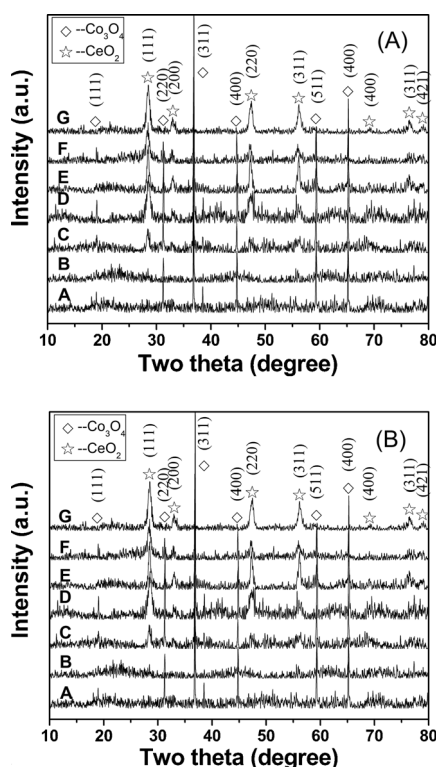 ◇ --Co₃O₄
☆ --CeO₂
(A)
(111) (111) (220) (200) (311) (400) (220) (311) (511) (400) (400) (311) (421)
G
F
E
D
C
B
A
Intensity (a.u.)
10 20 30 40 50 60 70 80
Two theta (degree)
◇ --Co₃O₄
☆ --CeO₂
(B)
(111) (111) (220) (200) (311) (400) (220) (311) (511) (400) (400) (311) (421)
G
F
E
D
C
B
A
Intensity (a.u.)
10 20 30 40 50 60 70 80
Two theta (degree)